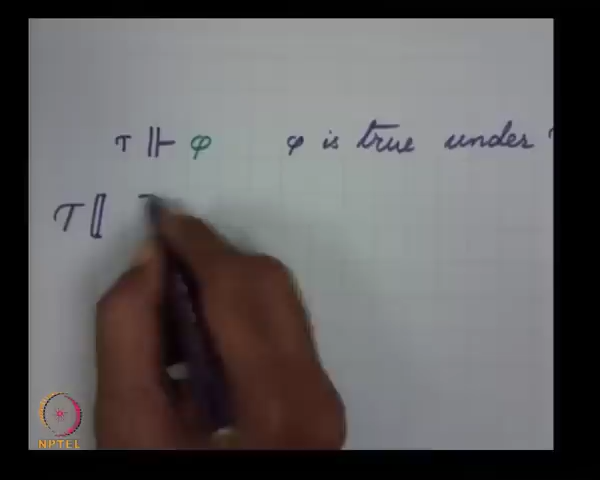 τ ⊩ φ φ is true under
τ ⟦
NPTEL